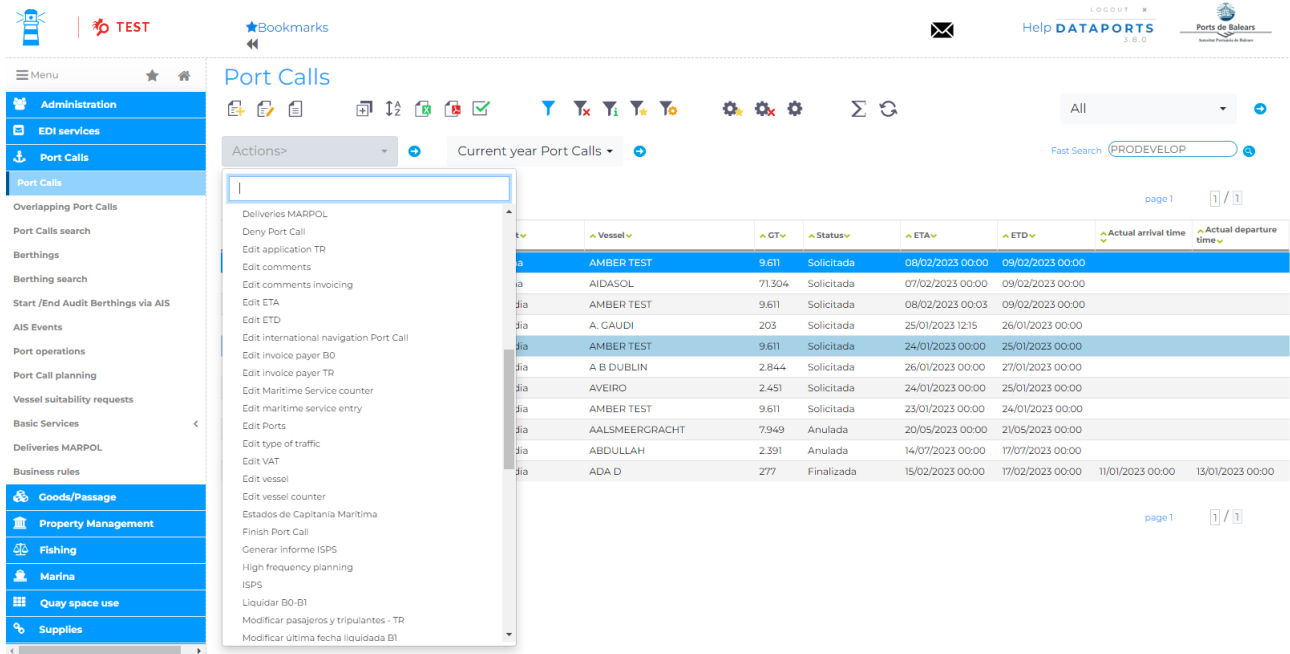 TEST
Bookmarks
LOGOUT
Help DATAPORTS
3.8.0
Ports de Balears
Autoritat Portuària de Balears
Menu
Administration
EDI services
Port Calls
Port Calls
Overlapping Port Calls
Port Calls search
Berthings
Berthing search
Start /End Audit Berthings via AIS
AIS Events
Port operations
Port Call planning
Vessel suitability requests
Basic Services
Deliveries MARPOL
Business rules
Goods/Passage
Property Management
Fishing
Marina
Quay space use
Supplies
Port Calls
All
Actions>
Current year Port Calls
Fast Search PRODEVELOP
page 1 1 / 1
Deliveries MARPOL
Deny Port Call
Edit application TR
Edit comments
Edit comments invoicing
Edit ETA
Edit ETD
Edit international navigation Port Call
Edit invoice payer B0
Edit invoice payer TR
Edit Maritime Service counter
Edit maritime service entry
Edit Ports
Edit type of traffic
Edit VAT
Edit vessel
Edit vessel counter
Estados de Capitanía Marítima
Finish Port Call
Generar informe ISPS
High frequency planning
ISPS
Liquidar B0-B1
Modificar pasajeros y tripulantes - TR
Modificar última fecha liquidada B1
t Vessel GT Status ETA ETD Actual arrival time Actual departure time
na AMBER TEST 9.611 Solicitada 08/02/2023 00:00 09/02/2023 00:00
na AIDASOL 71.304 Solicitada 07/02/2023 00:00 09/02/2023 00:00
dia AMBER TEST 9.611 Solicitada 08/02/2023 00:03 09/02/2023 00:00
dia A. GAUDI 203 Solicitada 25/01/2023 12:15 26/01/2023 00:00
dia AMBER TEST 9.611 Solicitada 24/01/2023 00:00 25/01/2023 00:00
dia A B DUBLIN 2.844 Solicitada 26/01/2023 00:00 27/01/2023 00:00
dia AVEIRO 2.451 Solicitada 24/01/2023 00:00 25/01/2023 00:00
dia AMBER TEST 9.611 Solicitada 23/01/2023 00:00 24/01/2023 00:00
dia AALSMEERGRACHT 7.949 Anulada 20/05/2023 00:00 21/05/2023 00:00
dia ABDULLAH 2.391 Anulada 14/07/2023 00:00 17/07/2023 00:00
dia ADA D 277 Finalizada 15/02/2023 00:00 17/02/2023 00:00 11/01/2023 00:00 13/01/2023 00:00
page 1 1 / 1